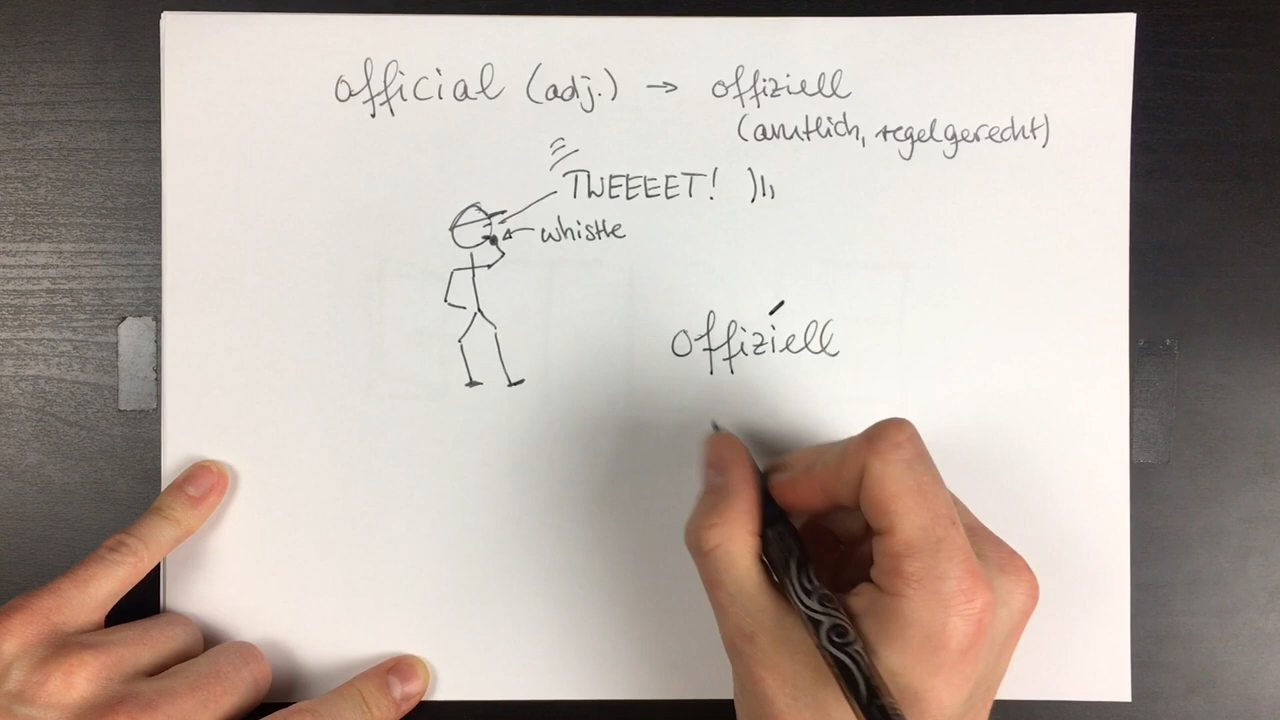 official (adj.) → offiziell
(amtlich, regelgerecht)
TWEEEET!
whistle
offiziell